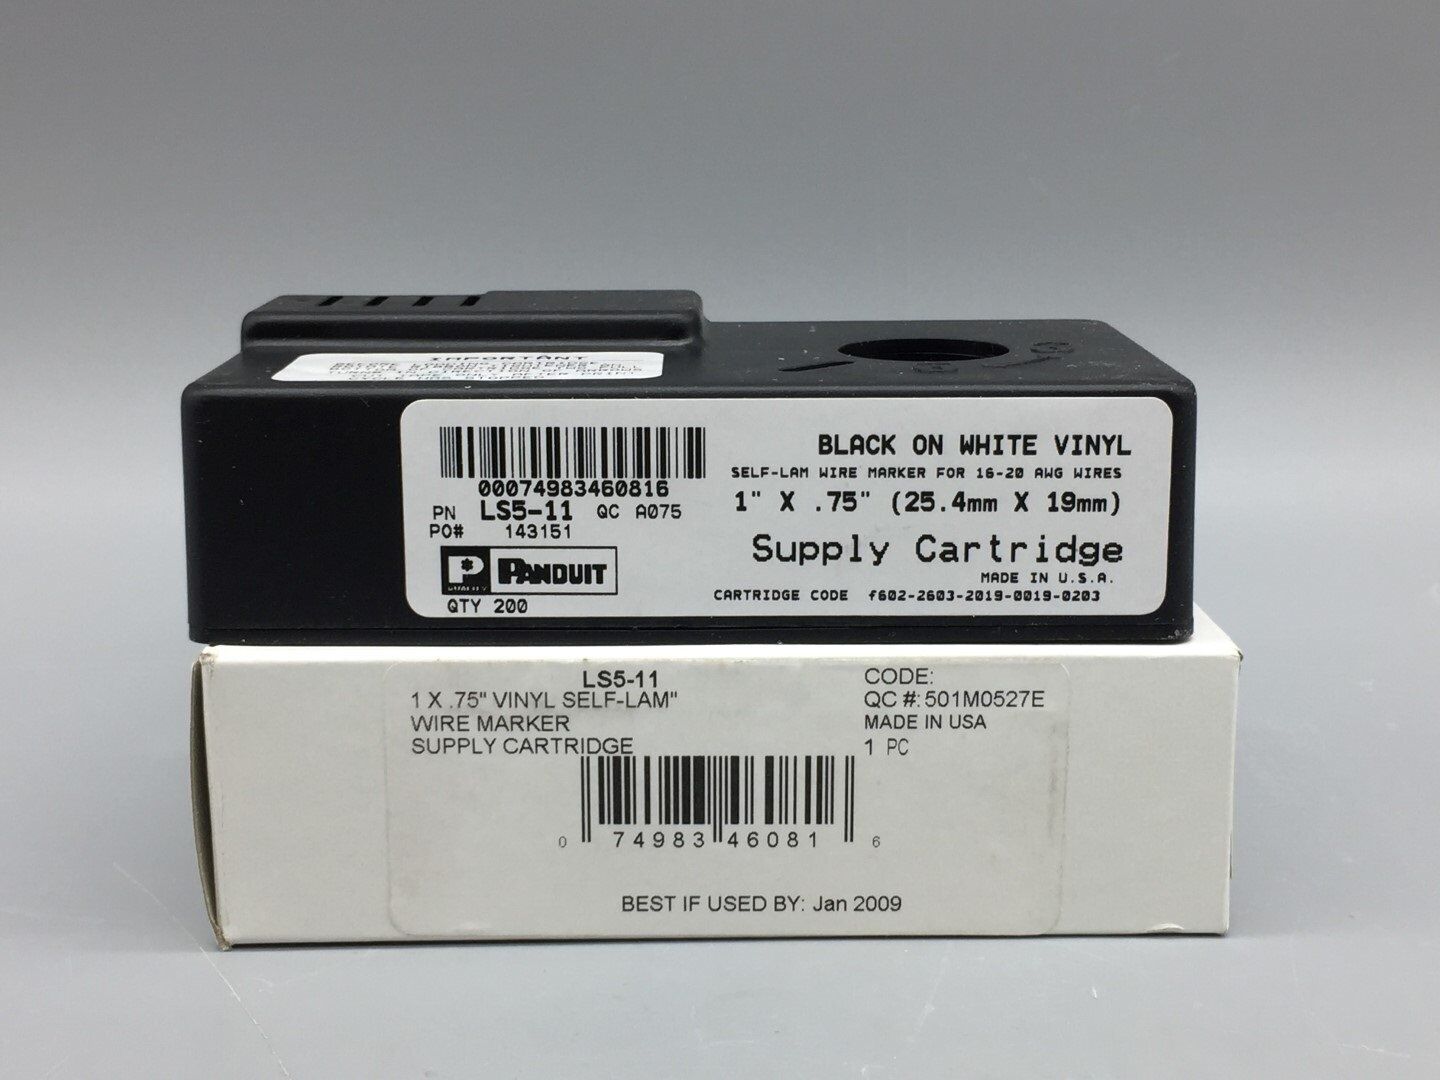 IMPORTANT
00074983460816
PN LS5-11 QC A075
PO# 143151
P PANDUIT
QTY 200
BLACK ON WHITE VINYL
SELF-LAM WIRE MARKER FOR 16-20 AWG WIRES
1" X .75" (25.4mm X 19mm)
Supply Cartridge
MADE IN U.S.A.
CARTRIDGE CODE f602-2603-2019-0019-0203
LS5-11
1 X .75" VINYL SELF-LAM"
WIRE MARKER
SUPPLY CARTRIDGE
CODE:
QC #: 501M0527E
MADE IN USA
1 PC
0 74983 46081 6
BEST IF USED BY: Jan 2009